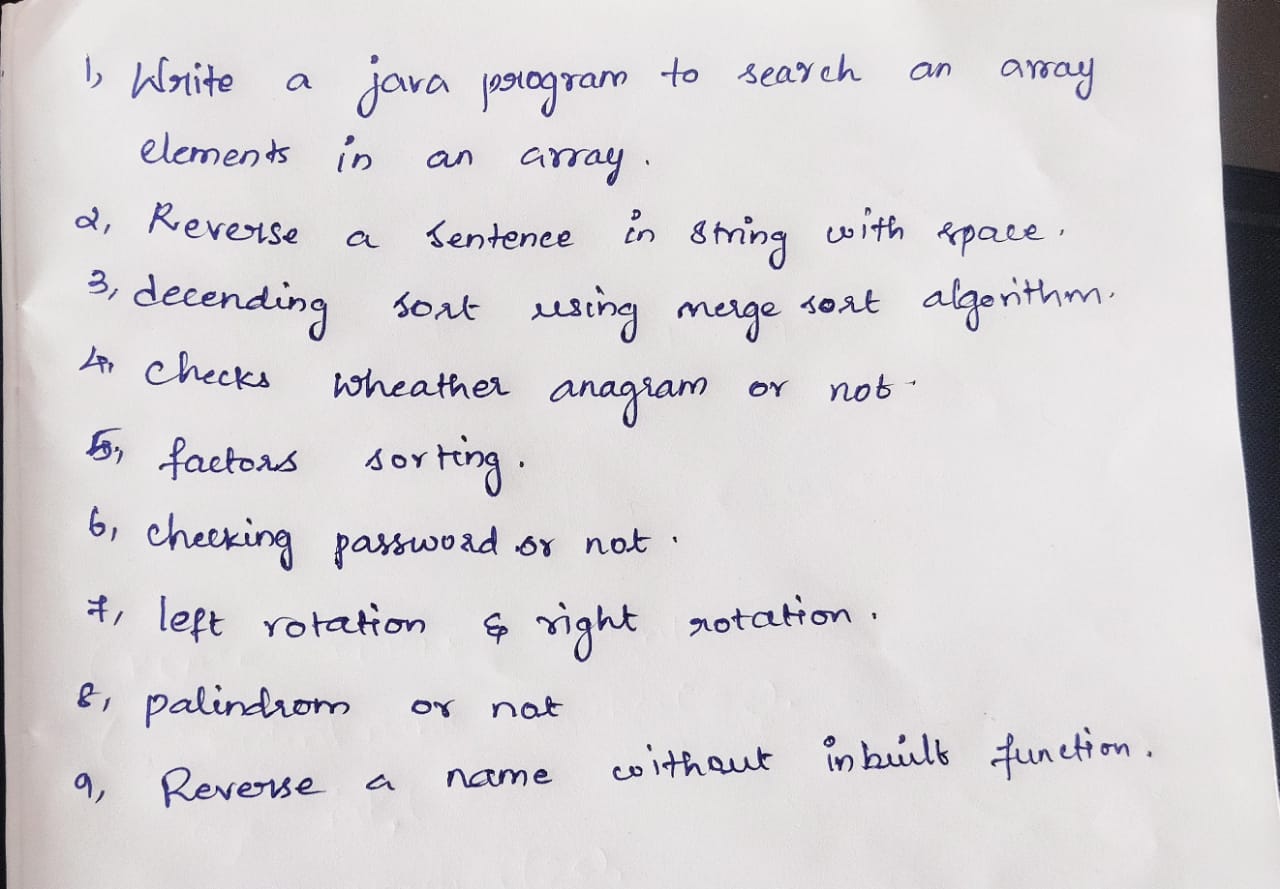 1, Write a java program to search an array
elements in an array.
2, Reverse a sentence in string with space.
3, decending sort using merge sort algorithm.
4, checks wheather anagram or not.
5, factors sorting.
6, checking password or not.
7, left rotation & right rotation.
8, palindrom or not
9, Reverse a name without inbuilt function.